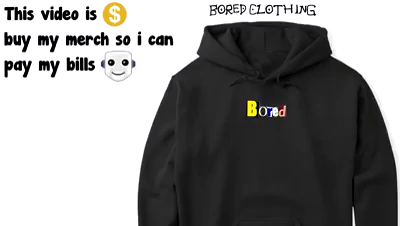 This video is $
buy my merch so i can
pay my bills
BORED CLOTHING
Bored